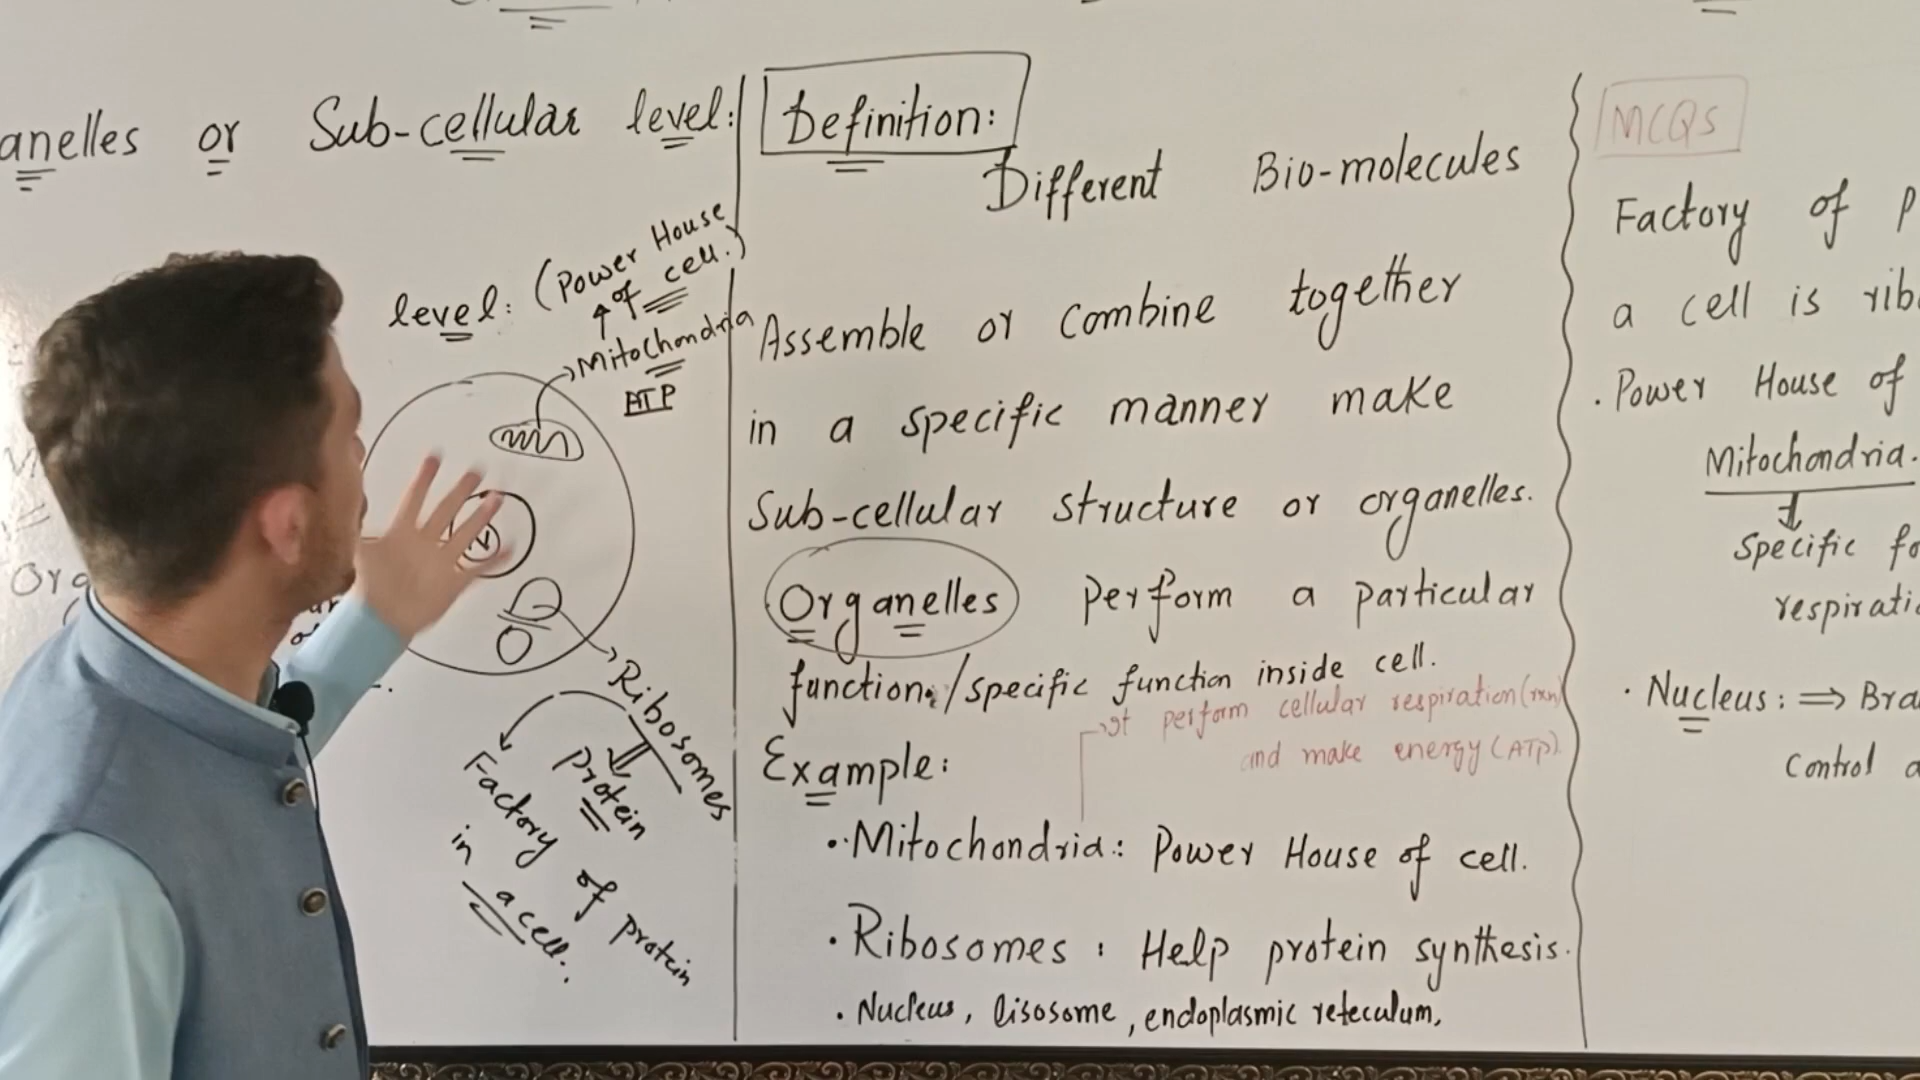 anelles or Sub-cellular level:
level: (Power House
of cell.)
Mitochondria
ATP
N
Ribosomes
Protein
Factory of protein
in a cell.
Definition:
Different Bio-molecules
Assemble or combine together
in a specific manner make
Sub-cellular structure or organelles.
Organelles perform a particular
function./specific function inside cell.
It perform cellular respiration (rxn)
and make energy (ATP).
Example:
• Mitochondria: Power House of cell.
• Ribosomes: Help protein synthesis.
• Nucleus, lisosome, endoplasmic reteculum,
MCQs
Factory of P
a cell is ribo
• Power House of
Mitochondria.
Specific fo
respiratio
• Nucleus: ⇒ Bra
Control a